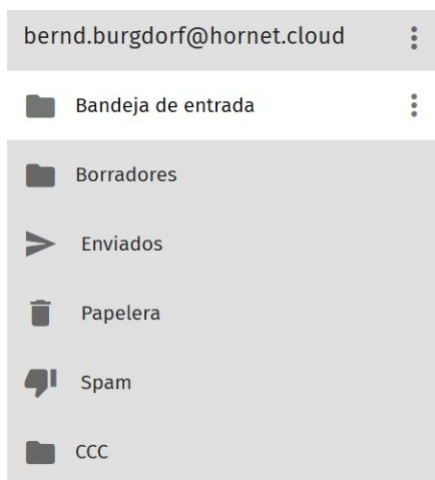 bernd.burgdorf@hornet.cloud
Bandeja de entrada
Borradores
Enviados
Papelera
Spam
CCC